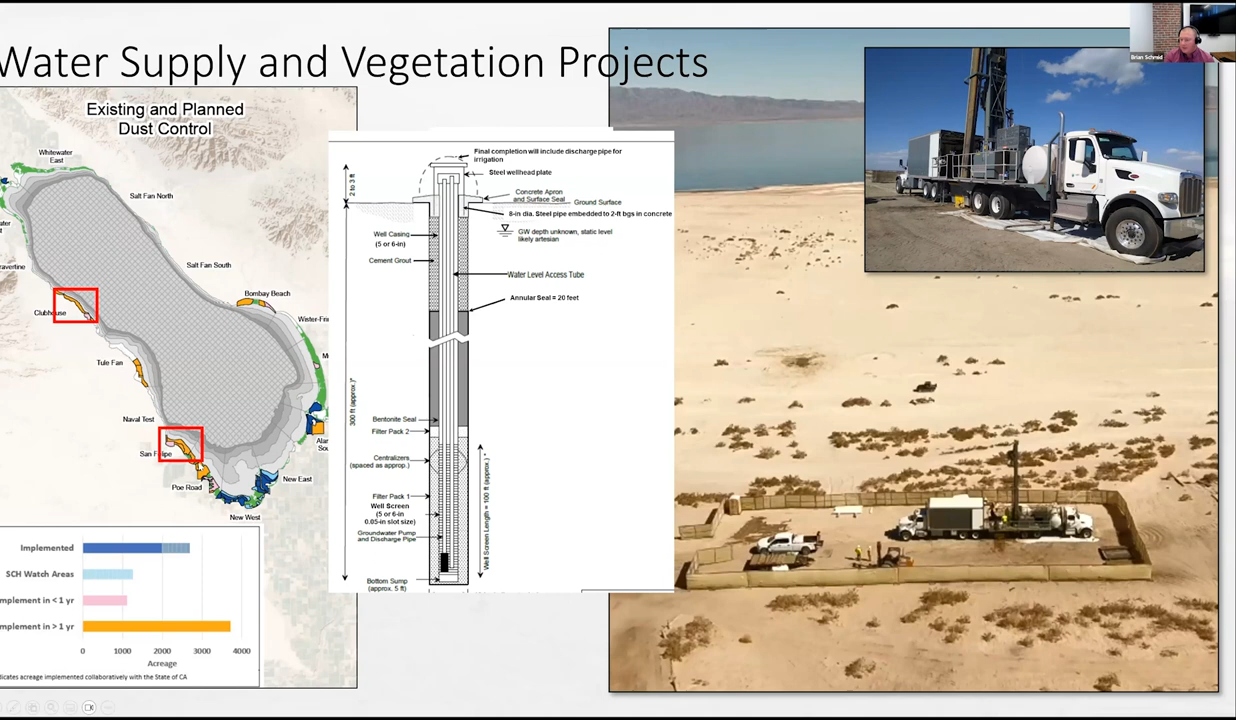 Water Supply and Vegetation Projects
Brian Schmid
Existing and Planned
Dust Control
Whitewater
East
Salt Fan North
Salt Fan South
Bombay Beach
Clubhouse
Tule Fan
Naval Test
San Felipe
Poe Road
New East
New West
Implemented
SCH Watch Areas
mplement in < 1 yr
mplement in > 1 yr
0 1000 2000 3000 4000
Acreage
dicates acreage implemented collaboratively with the State of CA
Final completion will include discharge pipe for
irrigation
Steel wellhead plate
2 to 3 ft
Concrete Apron
and Surface Seal
Ground Surface
8-in dia. Steel pipe embedded to 2-ft bgs in concrete
Well Casing
(5 or 6-in)
GW depth unknown, static level
likely artesian
Cement Grout
Water Level Access Tube
Annular Seal = 20 feet
300 ft (approx.)*
Bentonite Seal
Filter Pack 2
Centralizers
(spaced as approp.)
Filter Pack 1
Well Screen
(5 or 6-in
0.05-in slot size)
Well Screen Length = 100 ft (approx.) *
Groundwater Pump
and Discharge Pipe
Bottom Sump
(approx. 5 ft)